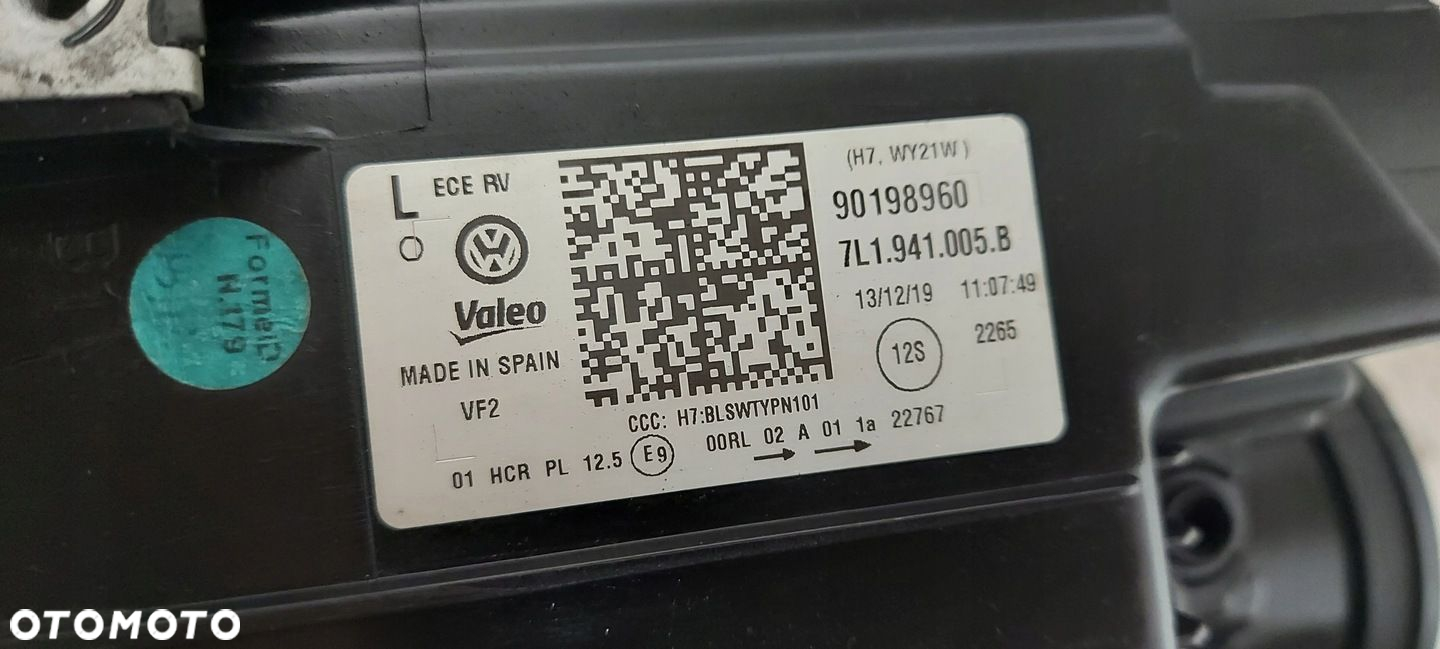 L ECE RV
(H7, WY21W)
90198960
7L1.941.005.B
Valeo
13/12/19 11:07:49
MADE IN SPAIN
12S
2265
VF2
CCC: H7:BLSWTYPN101
01 HCR PL 12.5 E9 00RL 02 A 01 1a 22767
N.179
OTOMOTO